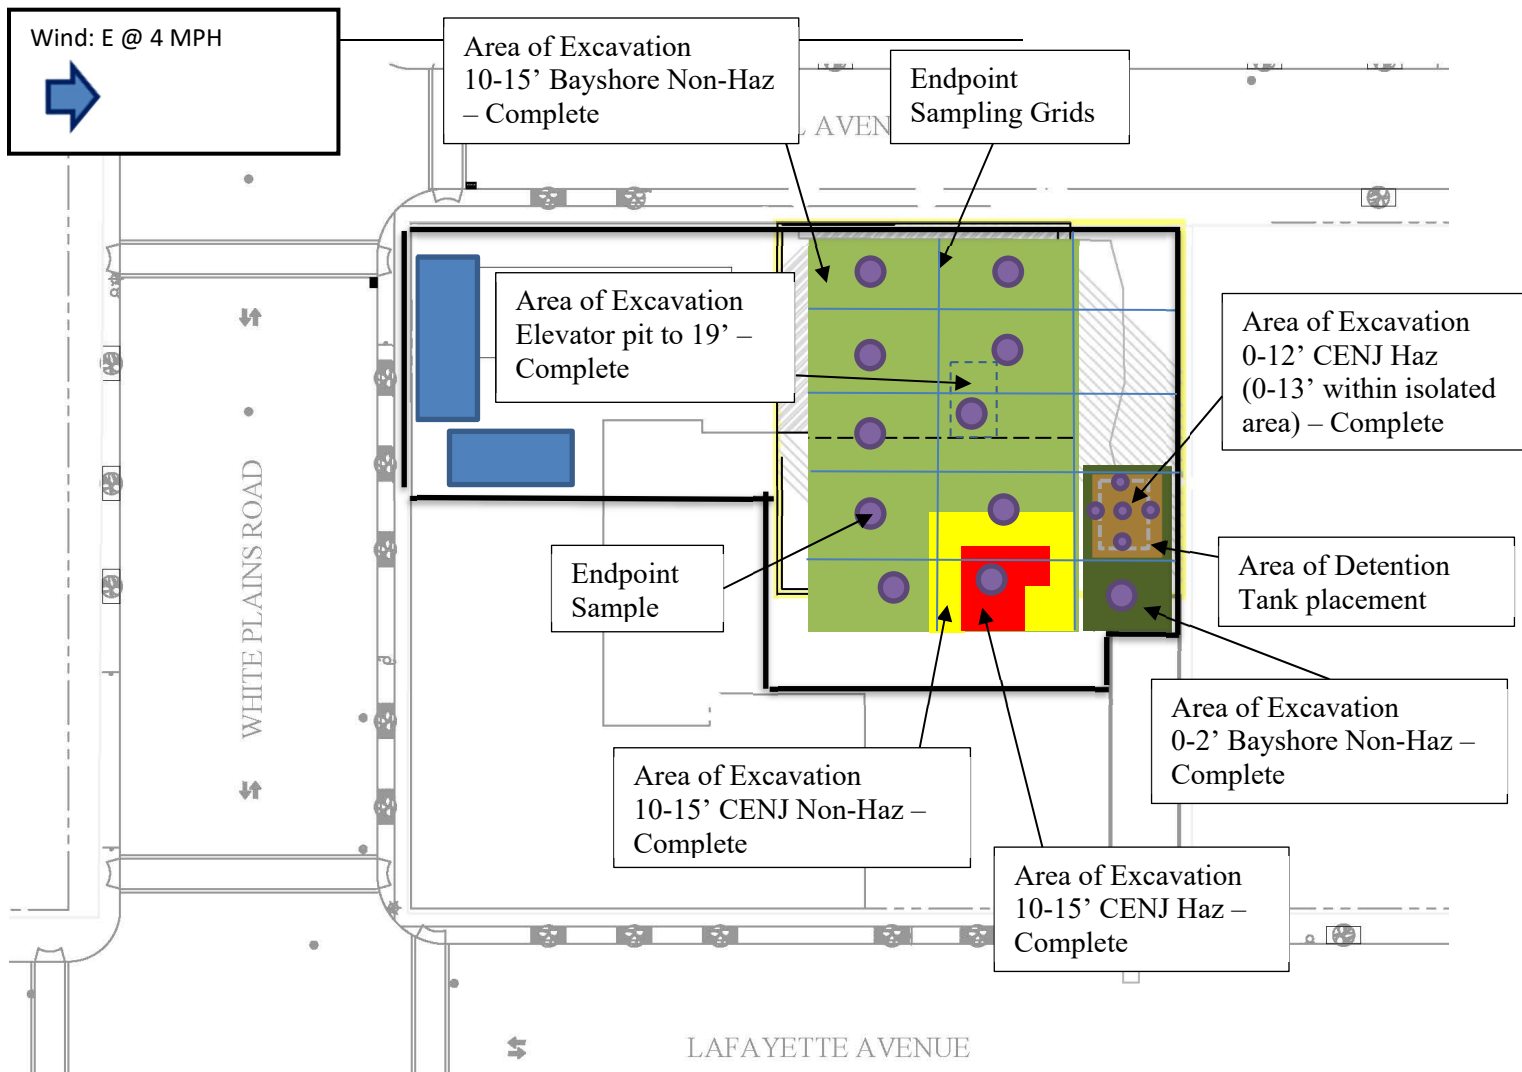 Wind: E @ 4 MPH
Area of Excavation
10-15’ Bayshore Non-Haz
– Complete
Endpoint
Sampling Grids
Area of Excavation
Elevator pit to 19’ –
Complete
Area of Excavation
0-12’ CENJ Haz
(0-13’ within isolated
area) – Complete
Endpoint
Sample
Area of Detention
Tank placement
Area of Excavation
0-2’ Bayshore Non-Haz –
Complete
Area of Excavation
10-15’ CENJ Non-Haz –
Complete
Area of Excavation
10-15’ CENJ Haz –
Complete
WHITE PLAINS ROAD
LAFAYETTE AVENUE